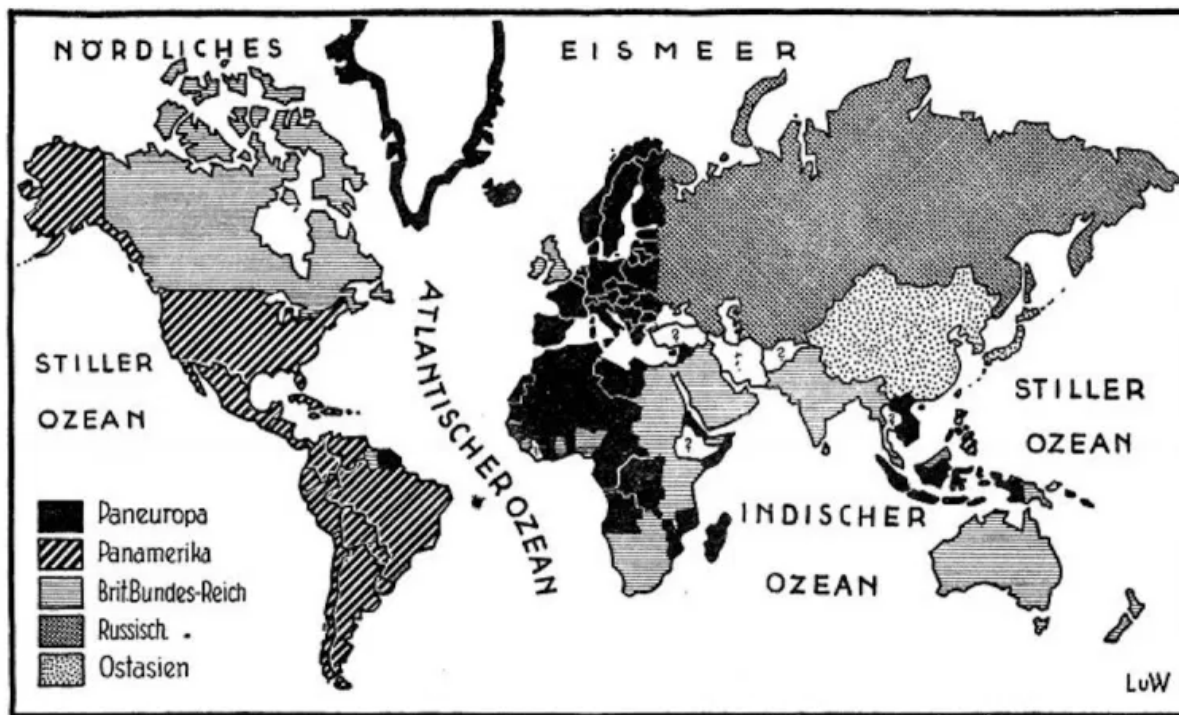 NÖRDLICHES EISMEER
ATLANTISCHER OZEAN
STILLER
OZEAN
STILLER
OZEAN
INDISCHER
OZEAN
?
?
?
?
?
Paneuropa
Panamerika
Brit.Bundes-Reich
Russisch. „
Ostasien
LuW